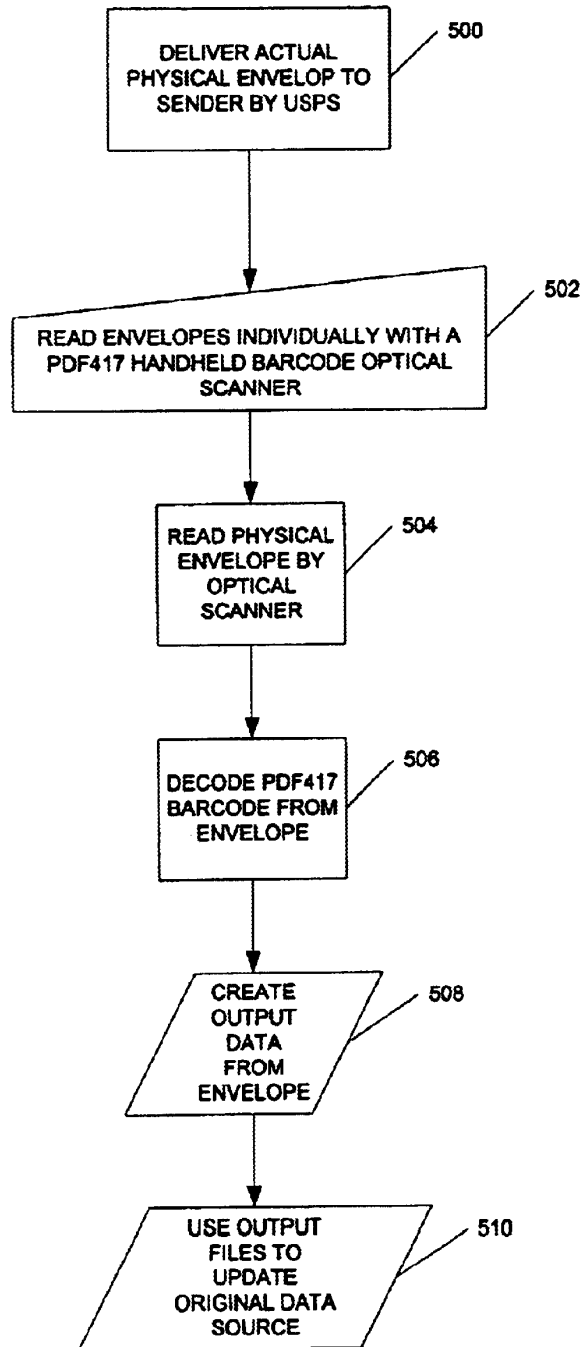 DELIVER ACTUAL
PHYSICAL ENVELOP TO
SENDER BY USPS
500
READ ENVELOPES INDIVIDUALLY WITH A
PDF417 HANDHELD BARCODE OPTICAL
SCANNER
502
READ PHYSICAL
ENVELOPE BY
OPTICAL
SCANNER
504
DECODE PDF417
BARCODE FROM
ENVELOPE
506
CREATE
OUTPUT
DATA
FROM
ENVELOPE
508
USE OUTPUT
FILES TO
UPDATE
ORIGINAL DATA
SOURCE
510